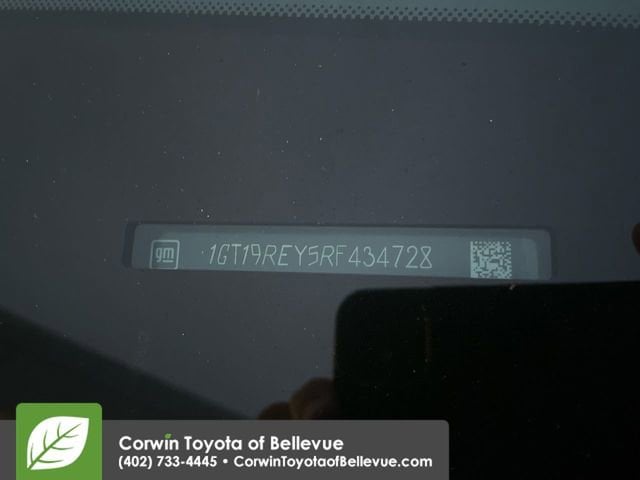 gm 1GT19REY5RF434728
Corwin Toyota of Bellevue
(402) 733-4445 • CorwinToyotaofBellevue.com